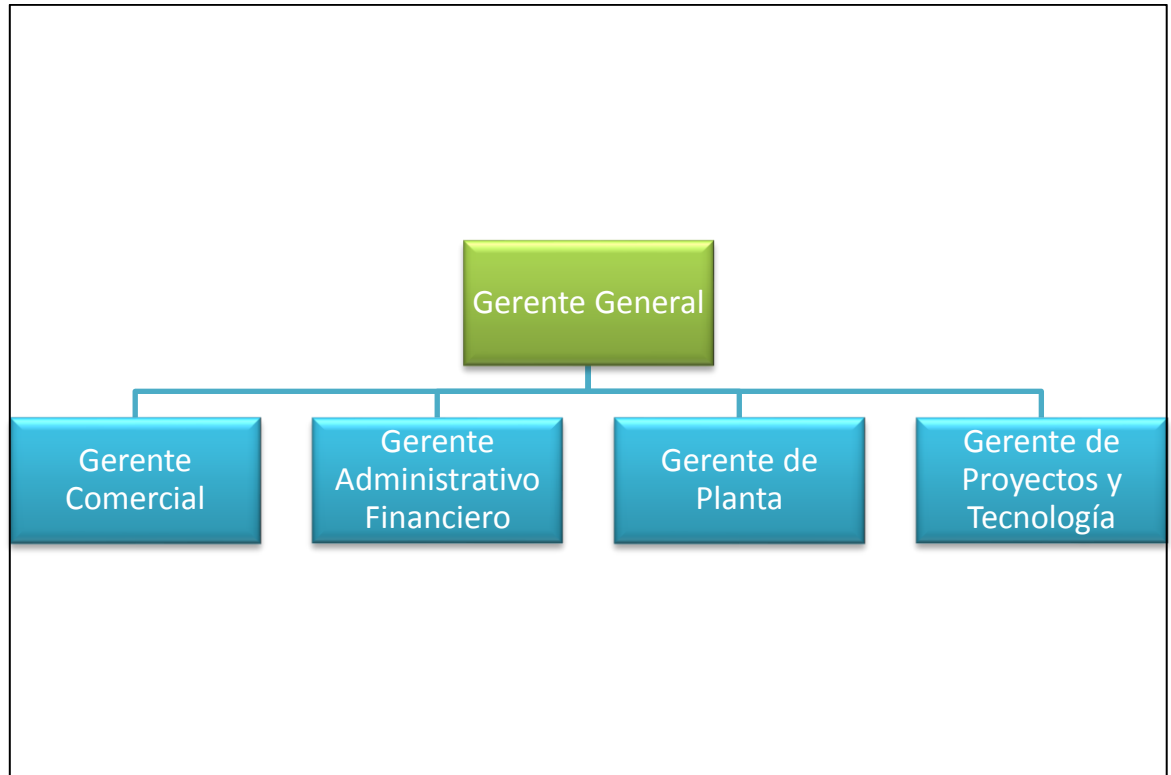 Gerente General
Gerente
Comercial
Gerente
Administrativo
Financiero
Gerente de
Planta
Gerente de
Proyectos y
Tecnología